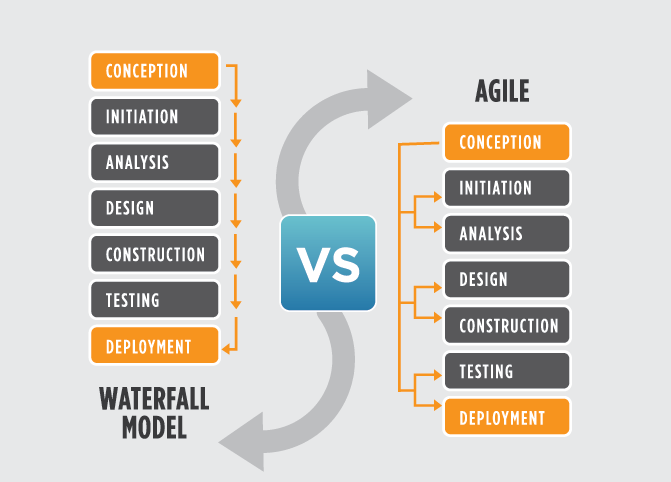 CONCEPTION
INITIATION
ANALYSIS
DESIGN
CONSTRUCTION
TESTING
DEPLOYMENT
WATERFALL
MODEL
VS
AGILE
CONCEPTION
INITIATION
ANALYSIS
DESIGN
CONSTRUCTION
TESTING
DEPLOYMENT